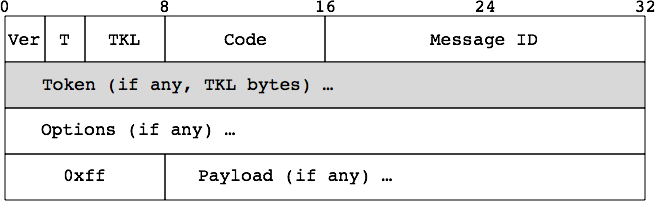 0 8 16 24 32
Ver T TKL Code Message ID
Token (if any, TKL bytes) …
Options (if any) …
0xff Payload (if any) …